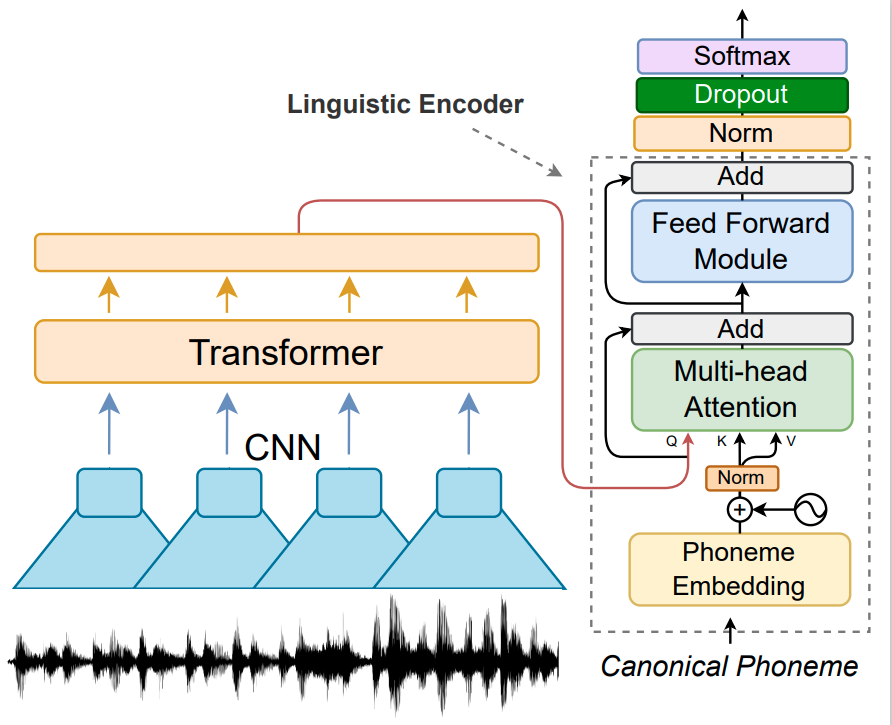 Softmax
Dropout
Linguistic Encoder
Norm
Add
Feed Forward
Module
Add
Transformer
Multi-head
Attention
Q K V
CNN
Norm
+
Phoneme
Embedding
Canonical Phoneme